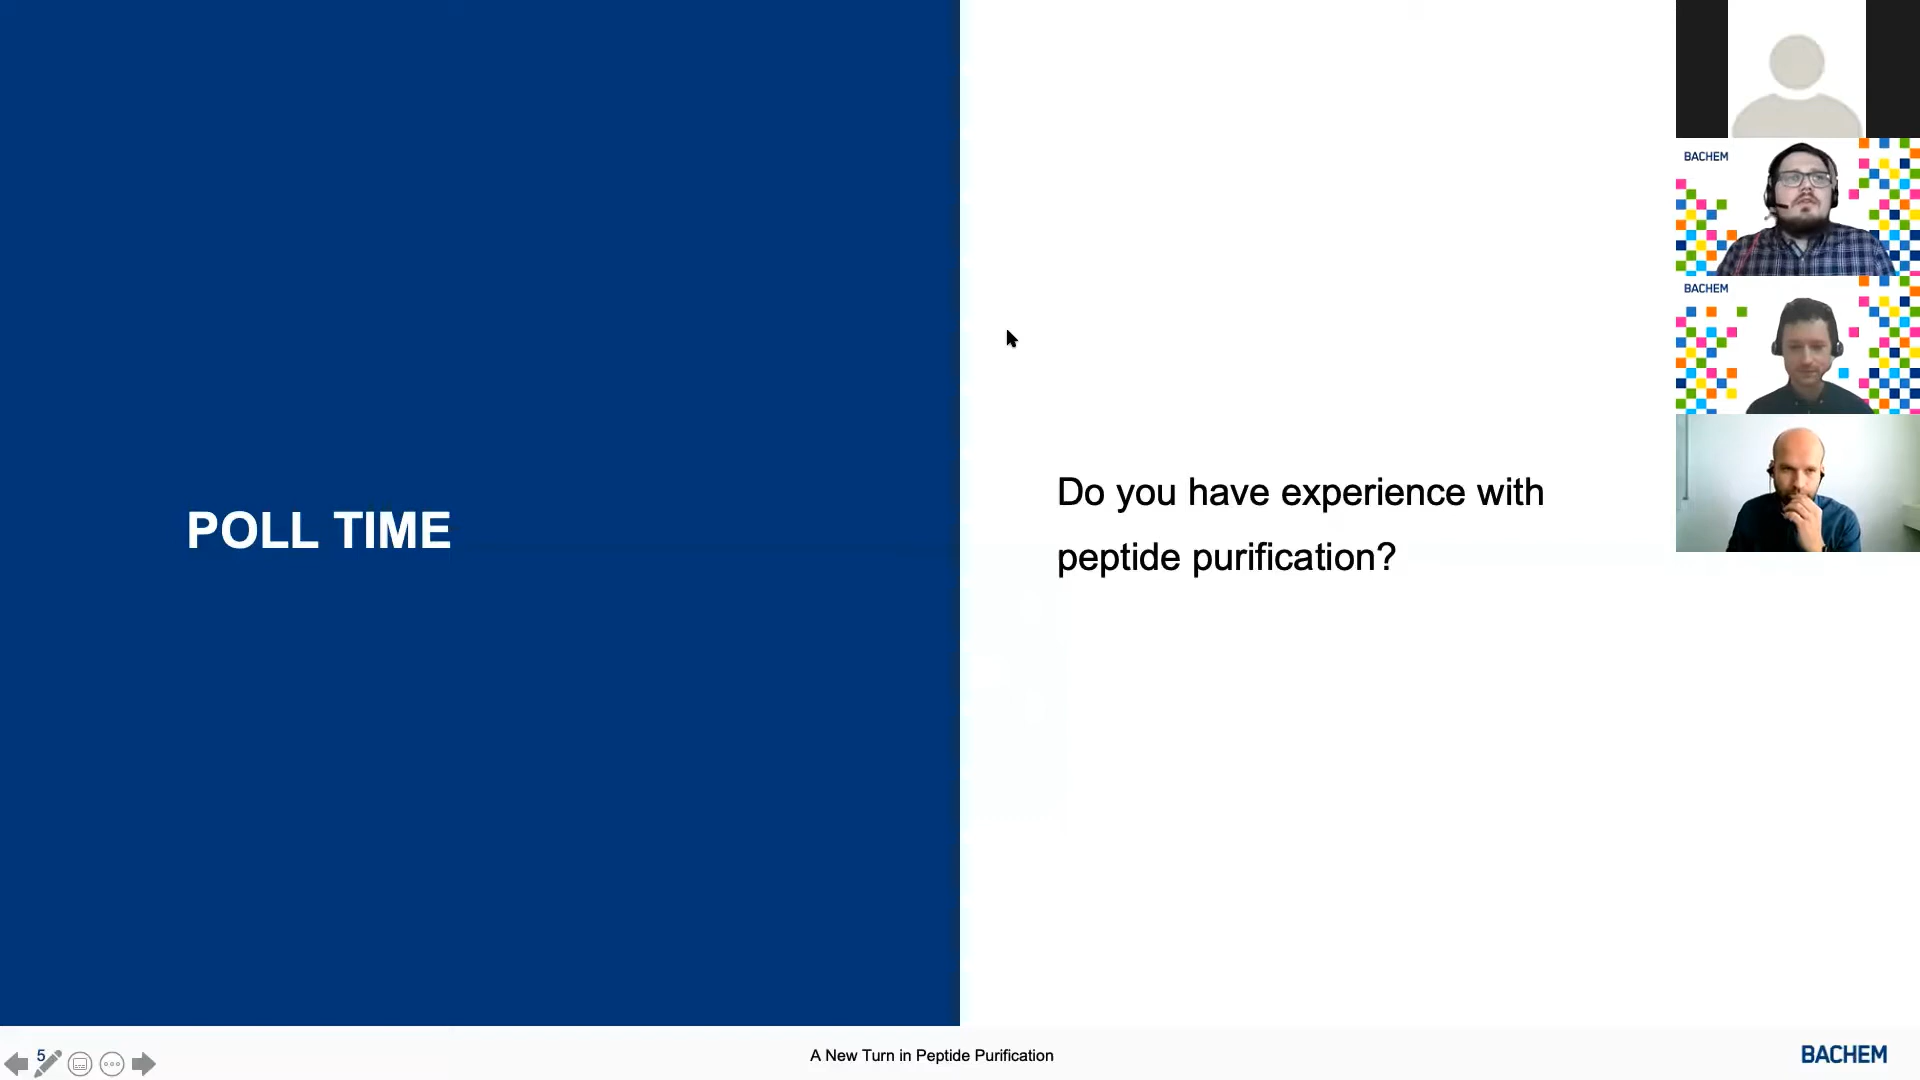 POLL TIME
Do you have experience with
peptide purification?
BACHEM
BACHEM
5
A New Turn in Peptide Purification
BACHEM